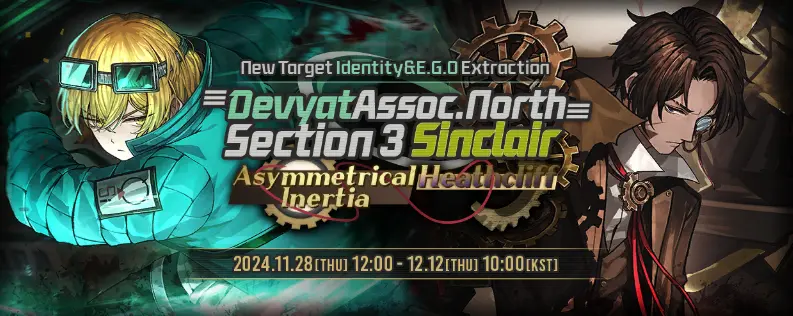 New Target Identity&E.G.O Extraction
DevyatAssoc.North
Section 3 Sinclair
Asymmetrical Heathcliff
Inertia
2024.11.28[THU] 12:00 - 12.12[THU] 10:00[KST]